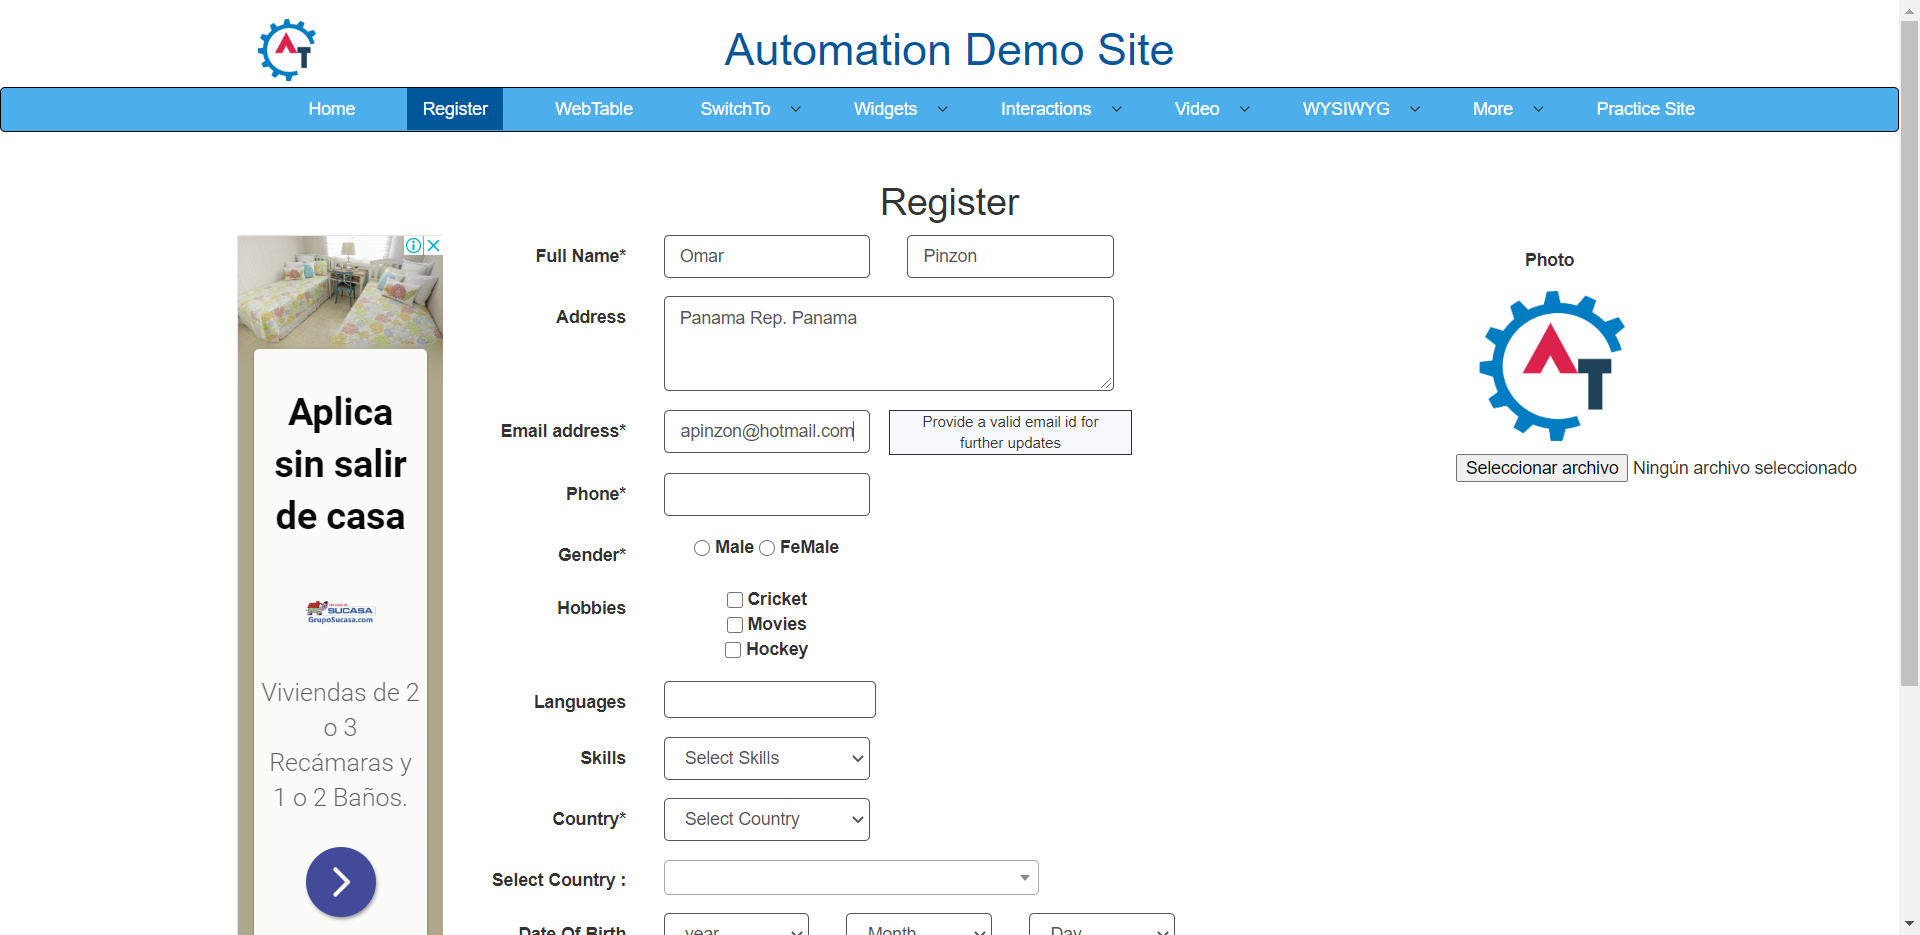 AT
Automation Demo Site
Home Register WebTable SwitchTo Widgets Interactions Video WYSIWYG More Practice Site
Register
Full Name* Omar Pinzon
Photo
Address Panama Rep. Panama
AT
Email address* apinzon@hotmail.com
Provide a valid email id for
further updates
Seleccionar archivo Ningún archivo seleccionado
Phone*
Gender* Male FeMale
Hobbies Cricket
Movies
Hockey
Languages
Skills Select Skills
Country* Select Country
Select Country :
Date Of Birth year Month Day
Aplica
sin salir
de casa
SUCASA
GrupoSucasa.com
Viviendas de 2
o 3
Recámaras y
1 o 2 Baños.